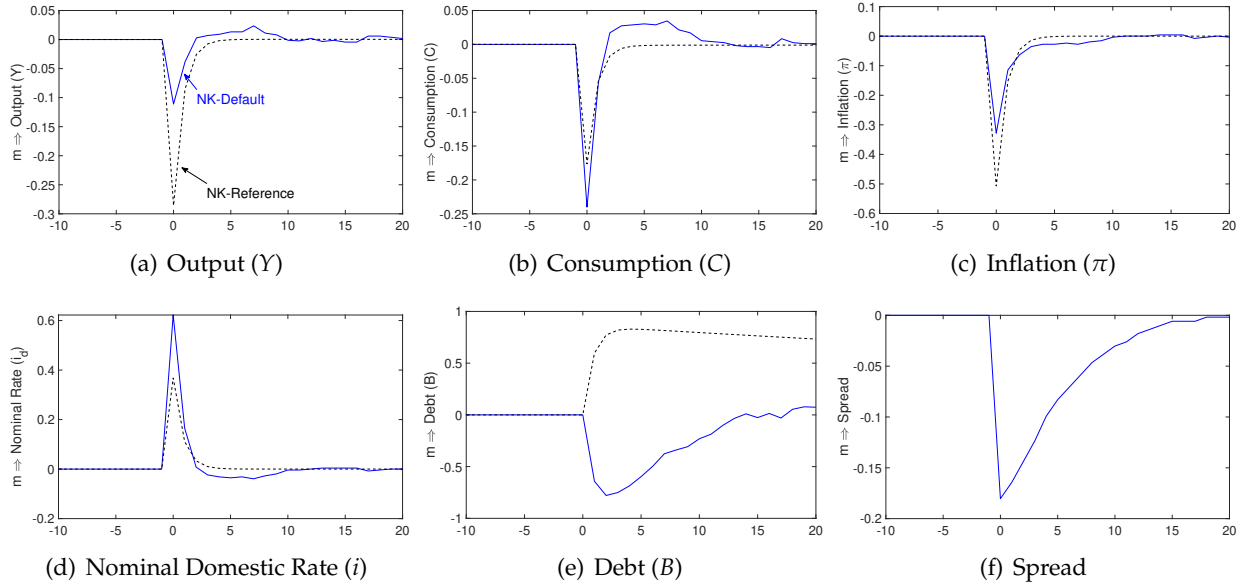 0.05
0
-0.05
-0.1
-0.15
-0.2
-0.25
-0.3
m ⇒ Output (Y)
NK-Default
NK-Reference
-10 -5 0 5 10 15 20
(a) Output (Y)
0.05
0
-0.05
-0.1
-0.15
-0.2
-0.25
m ⇒ Consumption (C)
-10 -5 0 5 10 15 20
(b) Consumption (C)
0.1
0
-0.1
-0.2
-0.3
-0.4
-0.5
-0.6
m ⇒ Inflation (π)
-10 -5 0 5 10 15 20
(c) Inflation (π)
0.6
0.4
0.2
0
0.2
m ⇒ Nominal Rate (i_d)
-10 -5 0 5 10 15 20
(d) Nominal Domestic Rate (i)
1
0.5
0
-0.5
-1
m ⇒ Debt (B)
-10 -5 0 5 10 15 20
(e) Debt (B)
0
-0.05
-0.1
-0.15
-0.2
m ⇒ Spread
-10 -5 0 5 10 15 20
(f) Spread